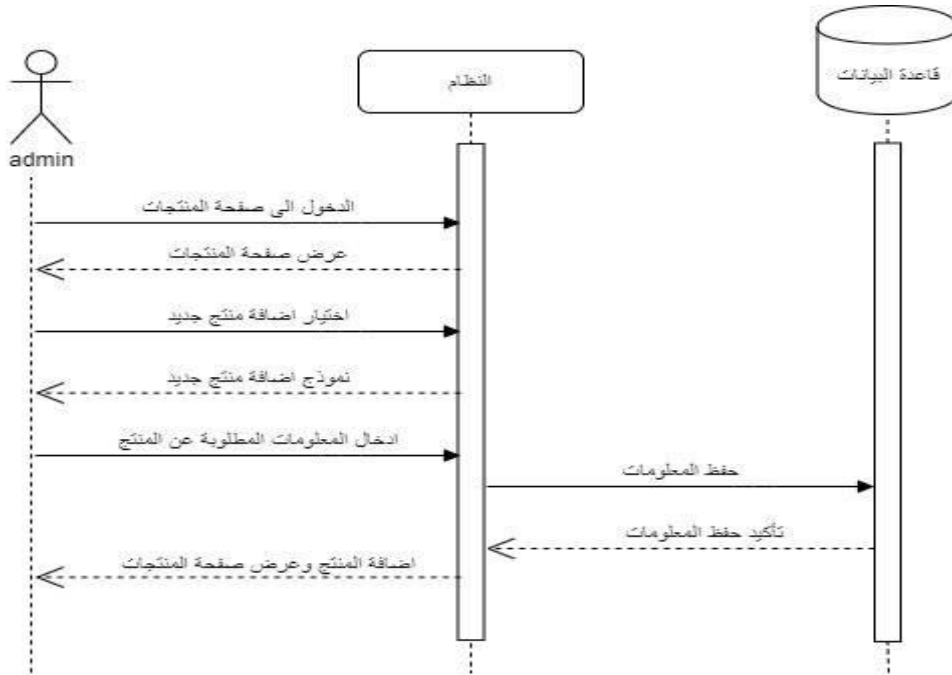 النظام
قاعدة البيانات
admin
الدخول الى صفحة المنتجات
عرض صفحة المنتجات
اختيار اضافة منتج جديد
نموذج اضافة منتج جديد
ادخال المعلومات المطلوبة عن المنتج
حفظ المعلومات
تأكيد حفظ المعلومات
اضافة المنتج وعرض صفحة المنتجات